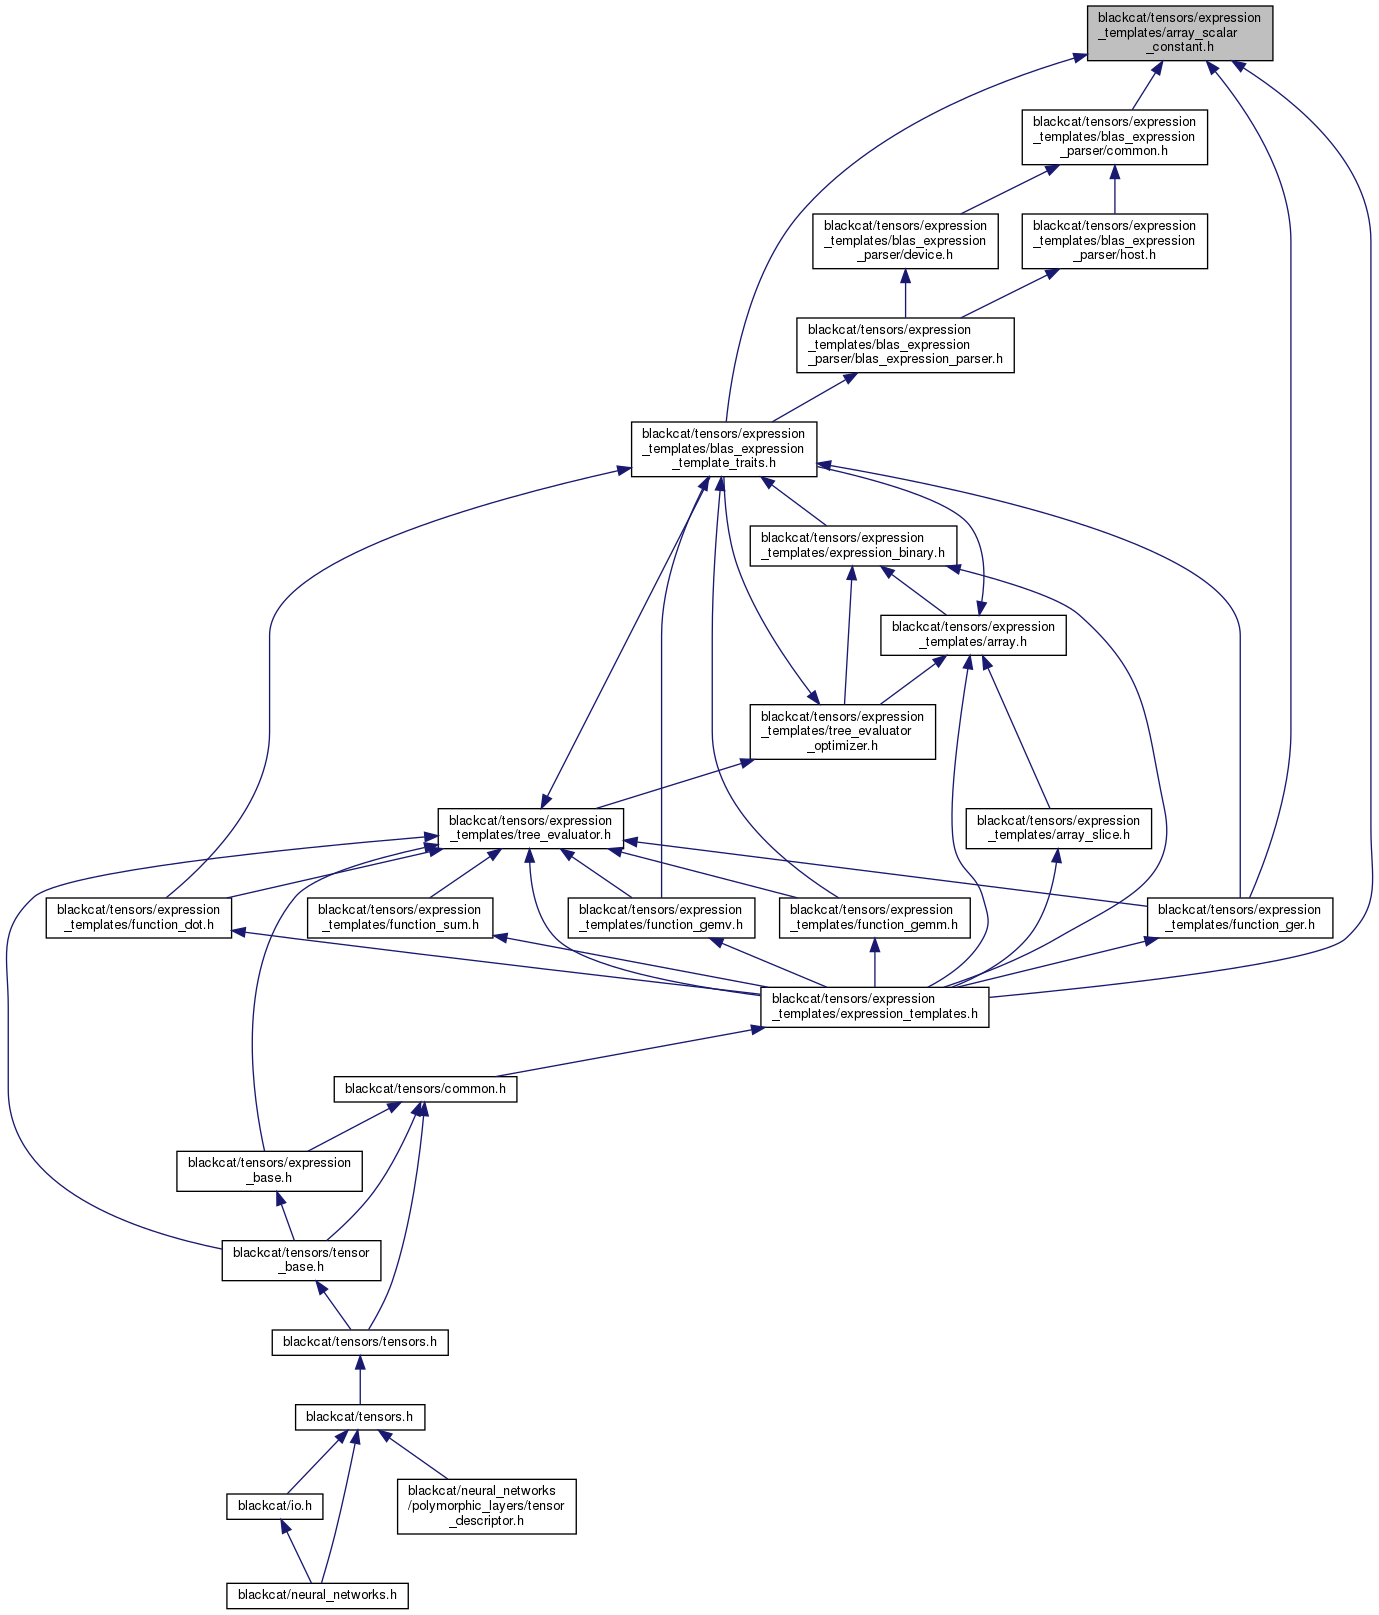 blackcat/tensors/expression
_templates/array_scalar
_constant.h
blackcat/tensors/expression
_templates/blas_expression
_parser/common.h
blackcat/tensors/expression
_templates/blas_expression
_parser/device.h
blackcat/tensors/expression
_templates/blas_expression
_parser/host.h
blackcat/tensors/expression
_templates/blas_expression
_parser/blas_expression_parser.h
blackcat/tensors/expression
_templates/blas_expression
_template_traits.h
blackcat/tensors/expression
_templates/expression_binary.h
blackcat/tensors/expression
_templates/array.h
blackcat/tensors/expression
_templates/tree_evaluator
_optimizer.h
blackcat/tensors/expression
_templates/tree_evaluator.h
blackcat/tensors/expression
_templates/array_slice.h
blackcat/tensors/expression
_templates/function_dot.h
blackcat/tensors/expression
_templates/function_sum.h
blackcat/tensors/expression
_templates/function_gemv.h
blackcat/tensors/expression
_templates/function_gemm.h
blackcat/tensors/expression
_templates/function_ger.h
blackcat/tensors/expression
_templates/expression_templates.h
blackcat/tensors/common.h
blackcat/tensors/expression
_base.h
blackcat/tensors/tensor
_base.h
blackcat/tensors/tensors.h
blackcat/tensors.h
blackcat/io.h
blackcat/neural_networks
/polymorphic_layers/tensor
_descriptor.h
blackcat/neural_networks.h